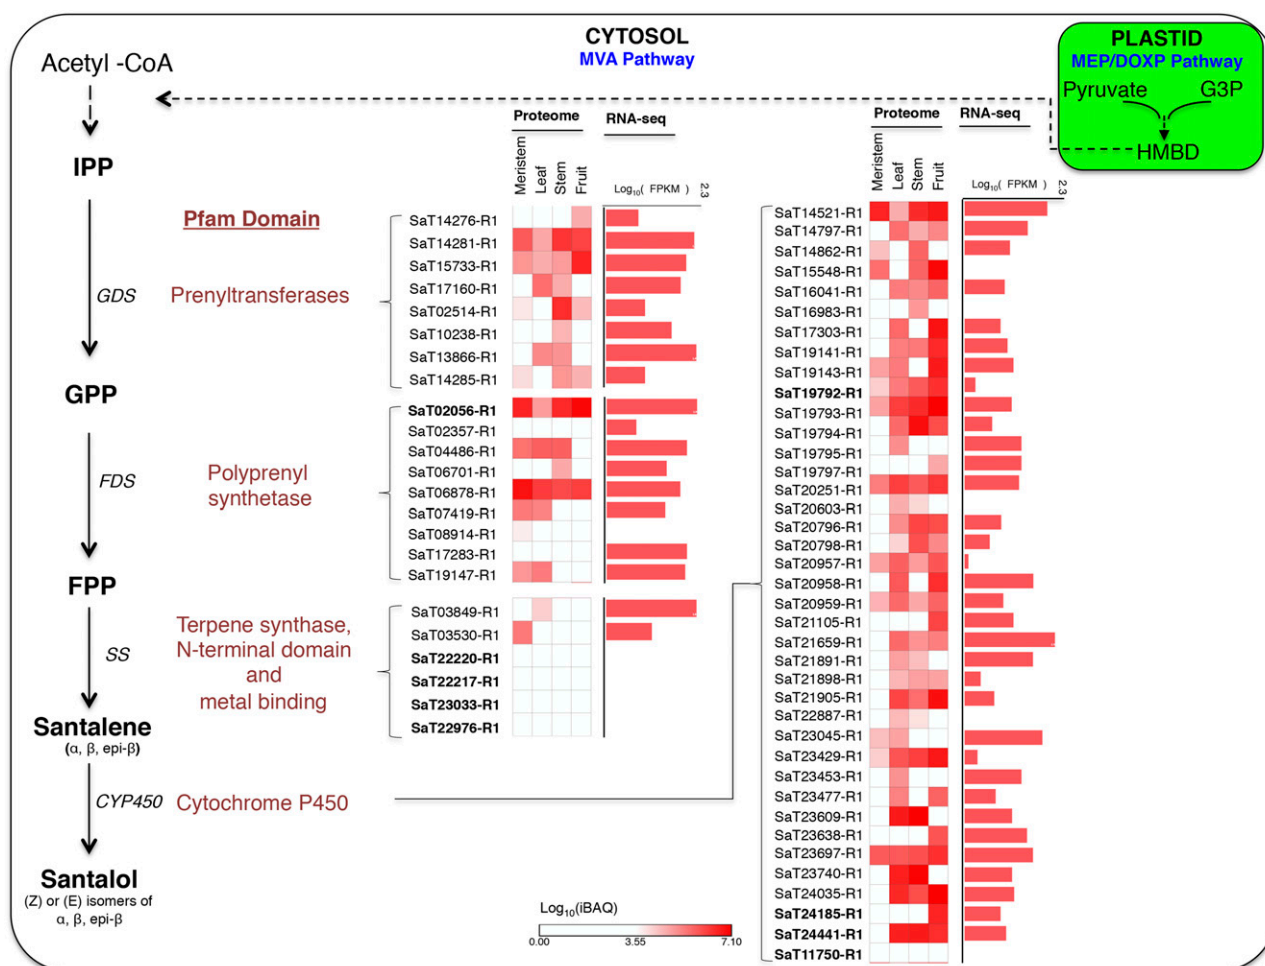 CYTOSOL
MVA Pathway
PLASTID
MEP/DOXP Pathway
Pyruvate
G3P
HMBD
Acetyl -CoA
IPP
GDS
GPP
FDS
FPP
SS
Santalene
(α, β, epi-β)
CYP450
Santalol
(Z) or (E) isomers of
α, β, epi-β
Pfam Domain
Prenyltransferases
Polyprenyl
synthetase
Terpene synthase,
N-terminal domain
and
metal binding
Cytochrome P450
Proteome
RNA-seq
Meristem
Leaf
Stem
Fruit
Log10( FPKM )
2.3
SaT14276-R1
SaT14281-R1
SaT15733-R1
SaT17160-R1
SaT02514-R1
SaT10238-R1
SaT13866-R1
SaT14285-R1
SaT02056-R1
SaT02357-R1
SaT04486-R1
SaT06701-R1
SaT06878-R1
SaT07419-R1
SaT08914-R1
SaT17283-R1
SaT19147-R1
SaT03849-R1
SaT03530-R1
SaT22220-R1
SaT22217-R1
SaT23033-R1
SaT22976-R1
Proteome
RNA-seq
Meristem
Leaf
Stem
Fruit
Log10( FPKM )
2.3
SaT14521-R1
SaT14797-R1
SaT14862-R1
SaT15548-R1
SaT16041-R1
SaT16983-R1
SaT17303-R1
SaT19141-R1
SaT19143-R1
SaT19792-R1
SaT19793-R1
SaT19794-R1
SaT19795-R1
SaT19797-R1
SaT20251-R1
SaT20603-R1
SaT20796-R1
SaT20798-R1
SaT20957-R1
SaT20958-R1
SaT20959-R1
SaT21105-R1
SaT21659-R1
SaT21891-R1
SaT21898-R1
SaT21905-R1
SaT22887-R1
SaT23045-R1
SaT23429-R1
SaT23453-R1
SaT23477-R1
SaT23609-R1
SaT23638-R1
SaT23697-R1
SaT23740-R1
SaT24035-R1
SaT24185-R1
SaT24441-R1
SaT11750-R1
Log10(iBAQ)
0.00 3.55 7.10